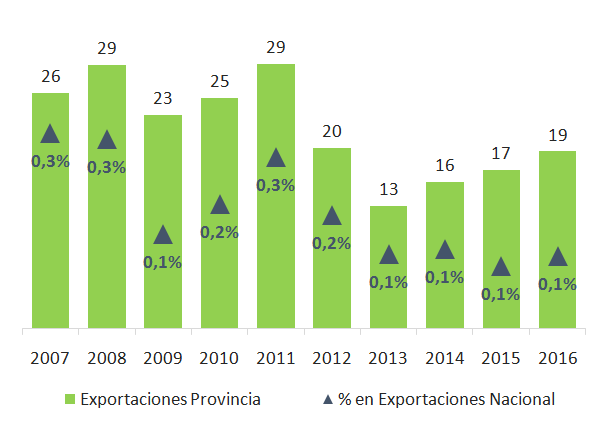 26 29 23 25 29 20 13 16 17 19
0,3% 0,3% 0,1% 0,2% 0,3% 0,2% 0,1% 0,1% 0,1% 0,1%
2007 2008 2009 2010 2011 2012 2013 2014 2015 2016
Exportaciones Provincia % en Exportaciones Nacional